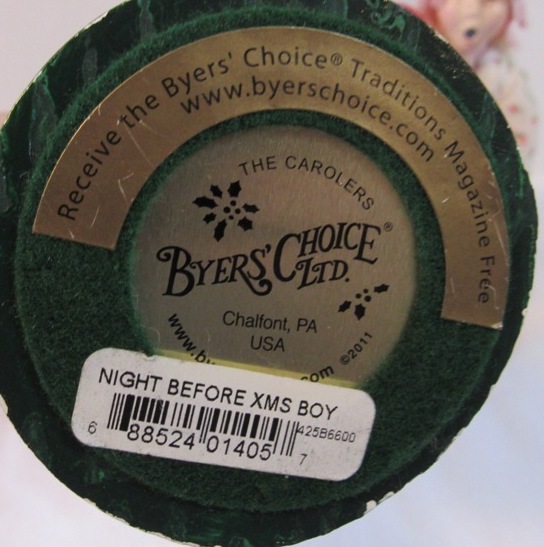 Receive the Byers' Choice® Traditions Magazine Free
www.byerschoice.com
THE CAROLERS
BYERS' CHOICE®
LTD.
Chalfont, PA
USA
©2011
NIGHT BEFORE XMS BOY
425B6600
6 88524 01405 7